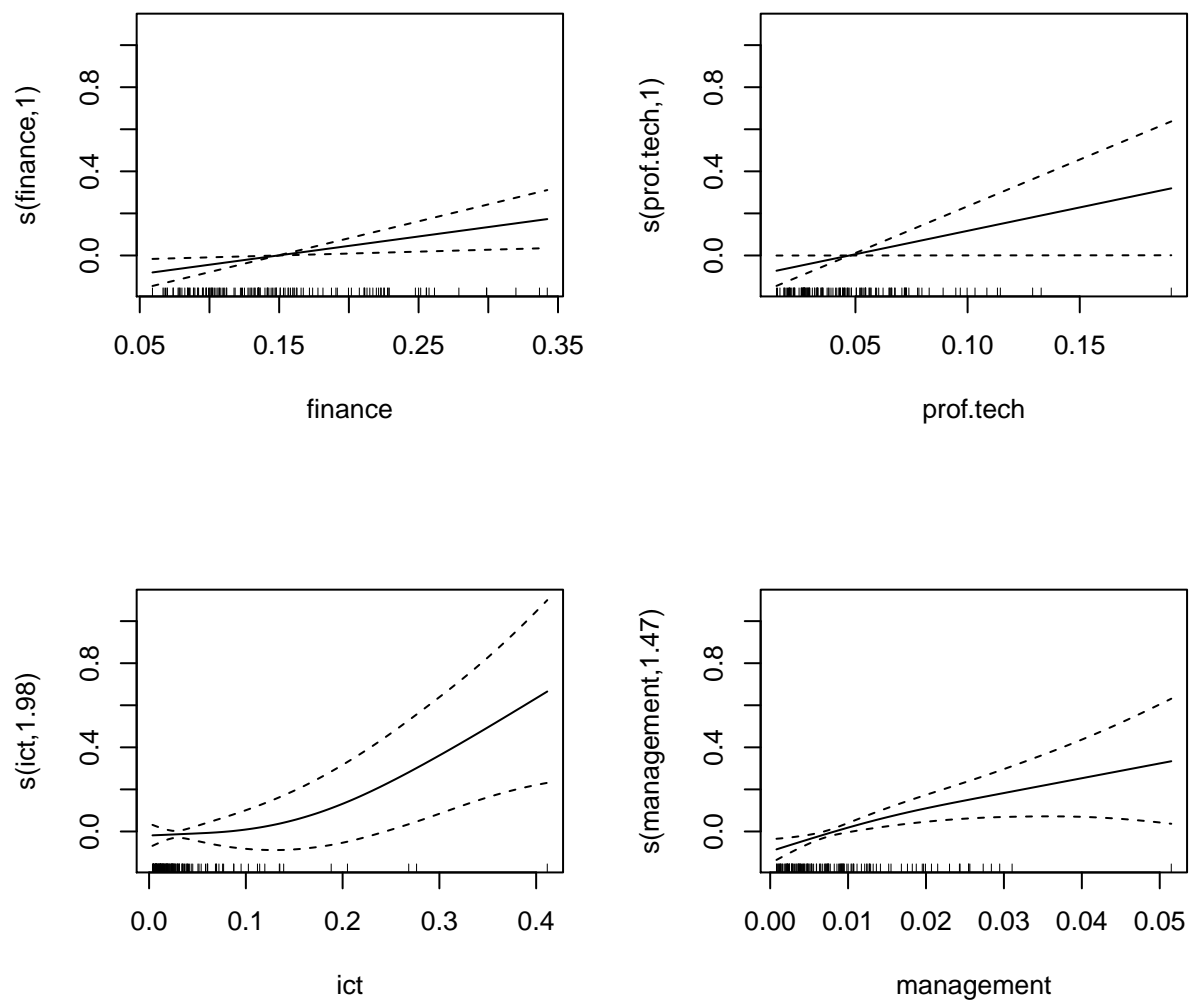 s(finance,1)
0.0 0.4 0.8
0.05 0.15 0.25 0.35
finance
s(prof.tech,1)
0.0 0.4 0.8
0.05 0.10 0.15
prof.tech
s(ict,1.98)
0.0 0.4 0.8
0.0 0.1 0.2 0.3 0.4
ict
s(management,1.47)
0.0 0.4 0.8
0.00 0.01 0.02 0.03 0.04 0.05
management